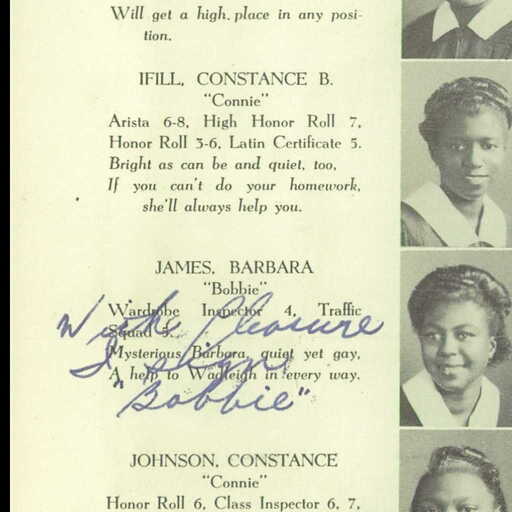 Will get a high place in any posi-
tion.
IFILL, CONSTANCE B.
"Connie"
Arista 6-8, High Honor Roll 7,
Honor Roll 3-6, Latin Certificate 5.
Bright as can be and quiet, too,
If you can't do your homework,
she'll always help you.
JAMES, BARBARA
"Bobbie"
Wardrobe Inspector 4, Traffic
Squad 5.
Mysterious Barbara, quiet yet gay,
A help to Wadleigh in every way.
With Pleasure
I sign
"Bobbie"
JOHNSON, CONSTANCE
"Connie"
Honor Roll 6, Class Inspector 6, 7,